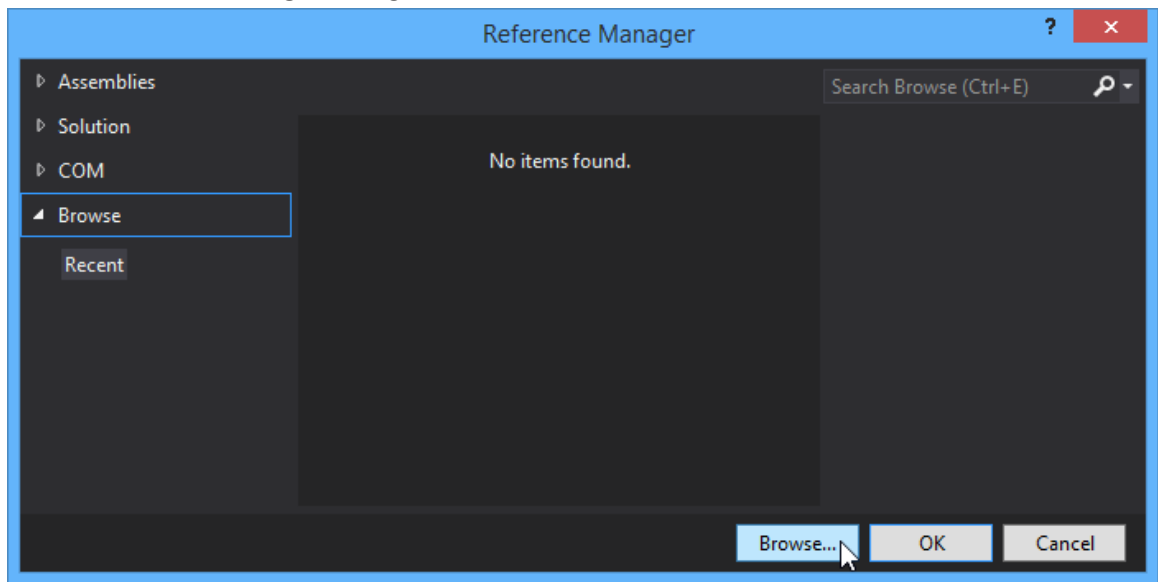 Reference Manager
?
Assemblies
Search Browse (Ctrl+E)
Solution
No items found.
COM
Browse
Recent
Browse...
OK
Cancel